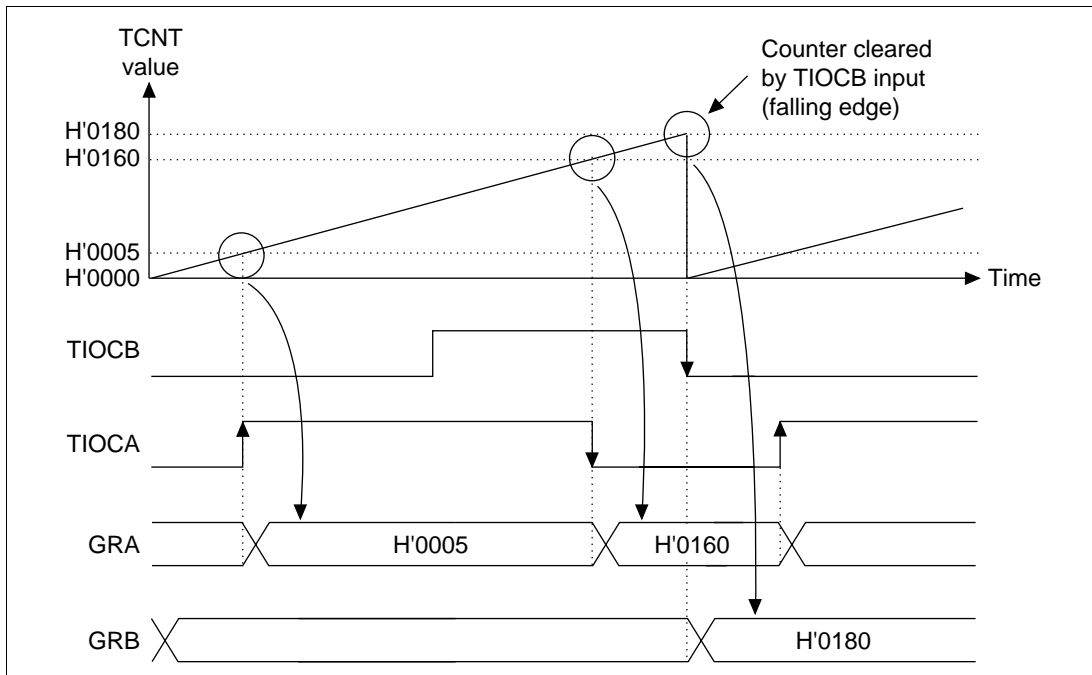 TCNT
value
Counter cleared
by TIOCB input
(falling edge)
H'0180
H'0160
H'0005
H'0000
Time
TIOCB
TIOCA
GRA
H'0005
H'0160
GRB
H'0180